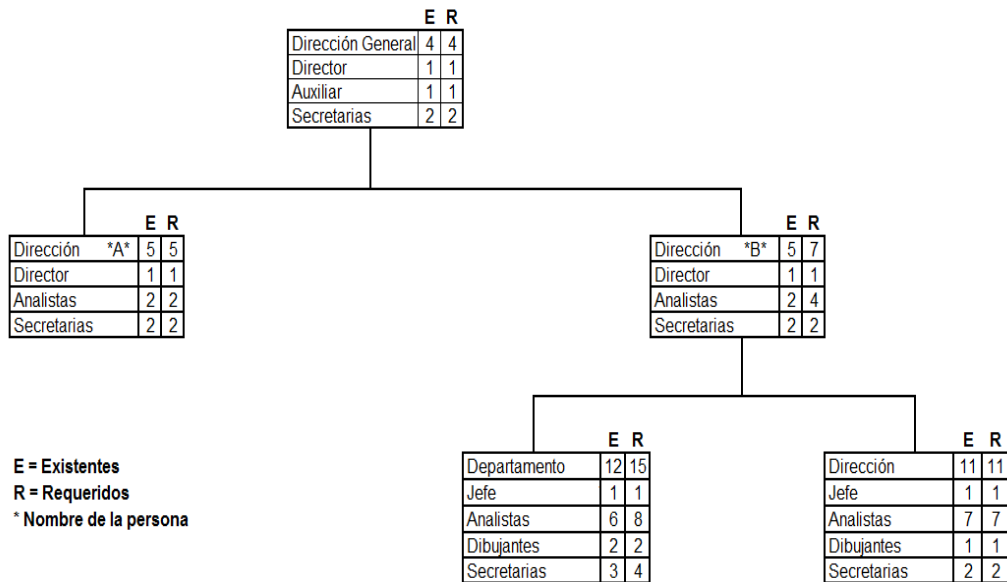 E R
Dirección General 4 4
Director 1 1
Auxiliar 1 1
Secretarias 2 2
E R
Dirección *A* 5 5
Director 1 1
Analistas 2 2
Secretarias 2 2
E R
Dirección *B* 5 7
Director 1 1
Analistas 2 4
Secretarias 2 2
E R
Departamento 12 15
Jefe 1 1
Analistas 6 8
Dibujantes 2 2
Secretarias 3 4
E R
Dirección 11 11
Jefe 1 1
Analistas 7 7
Dibujantes 1 1
Secretarias 2 2
E = Existentes
R = Requeridos
* Nombre de la persona